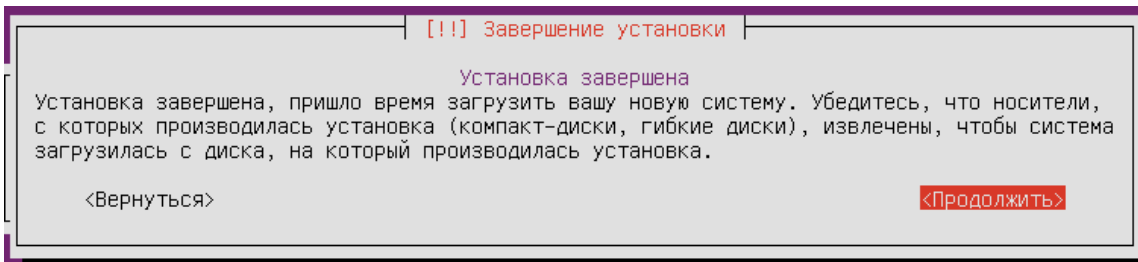 [!!] Завершение установки
Установка завершена
Установка завершена, пришло время загрузить вашу новую систему. Убедитесь, что носители,
с которых производилась установка (компакт-диски, гибкие диски), извлечены, чтобы система
загрузилась с диска, на который производилась установка.
<Вернуться> <Продолжить>